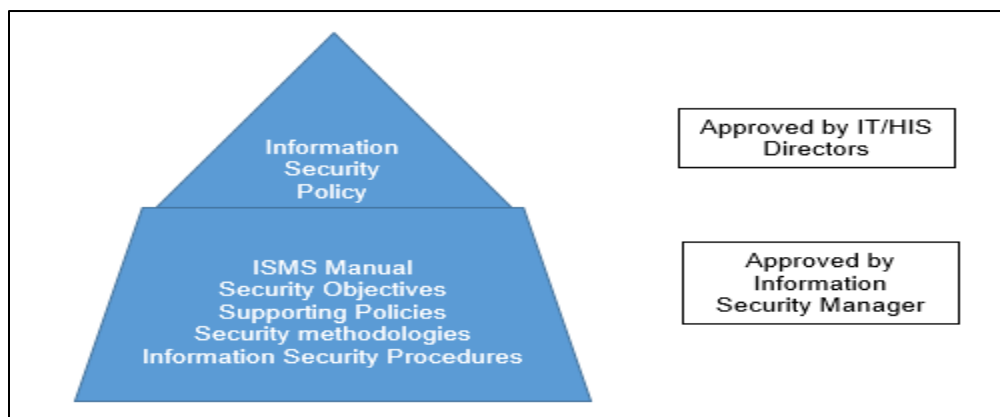 Information
Security
Policy
Approved by IT/HIS
Directors
ISMS Manual
Security Objectives
Supporting Policies
Security methodologies
Information Security Procedures
Approved by
Information
Security Manager